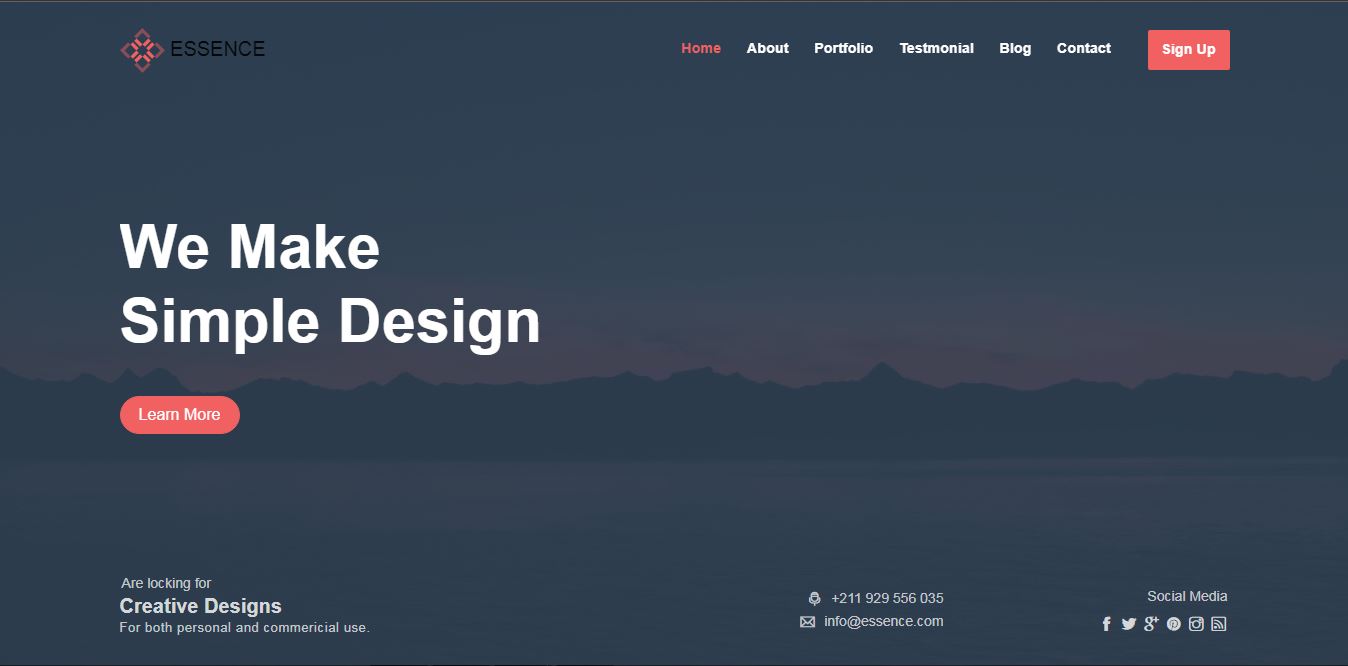 ESSENCE
Home About Portfolio Testmonial Blog Contact Sign Up
We Make
Simple Design
Learn More
Are locking for
Creative Designs
For both personal and commericial use.
+211 929 556 035
info@essence.com
Social Media